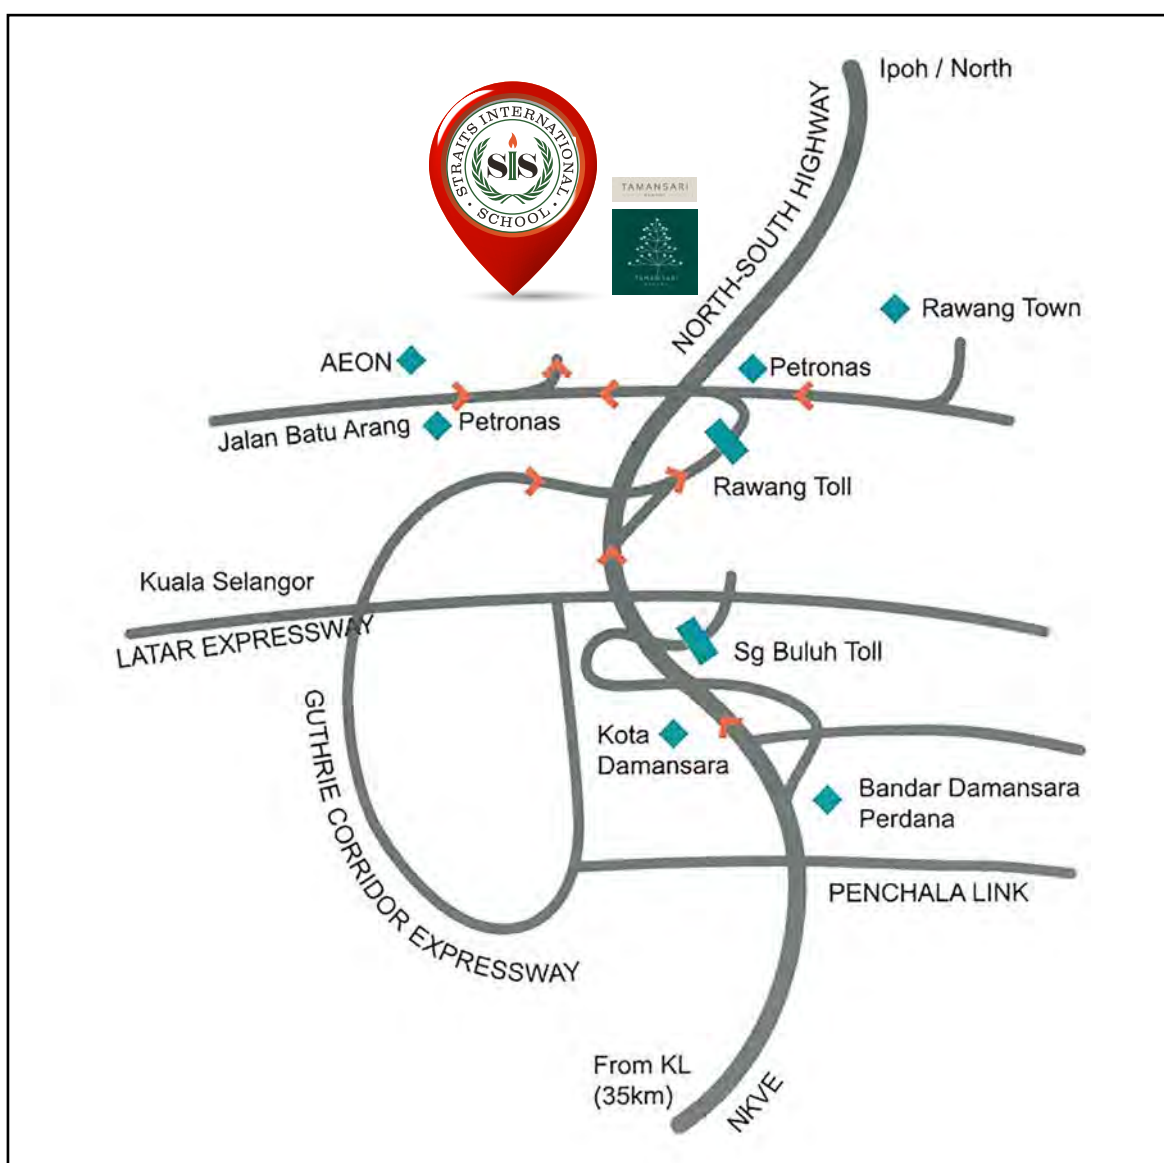 Ipoh / North
STRAITS INTERNATIONAL
SIS
· SCHOOL ·
TAMANSARI
TAMANSARI
NORTH-SOUTH HIGHWAY
Rawang Town
AEON
Petronas
Jalan Batu Arang
Petronas
Rawang Toll
Kuala Selangor
LATAR EXPRESSWAY
Sg Buluh Toll
GUTHRIE CORRIDOR EXPRESSWAY
Kota
Damansara
Bandar Damansara
Perdana
PENCHALA LINK
From KL
(35km)
NKVE